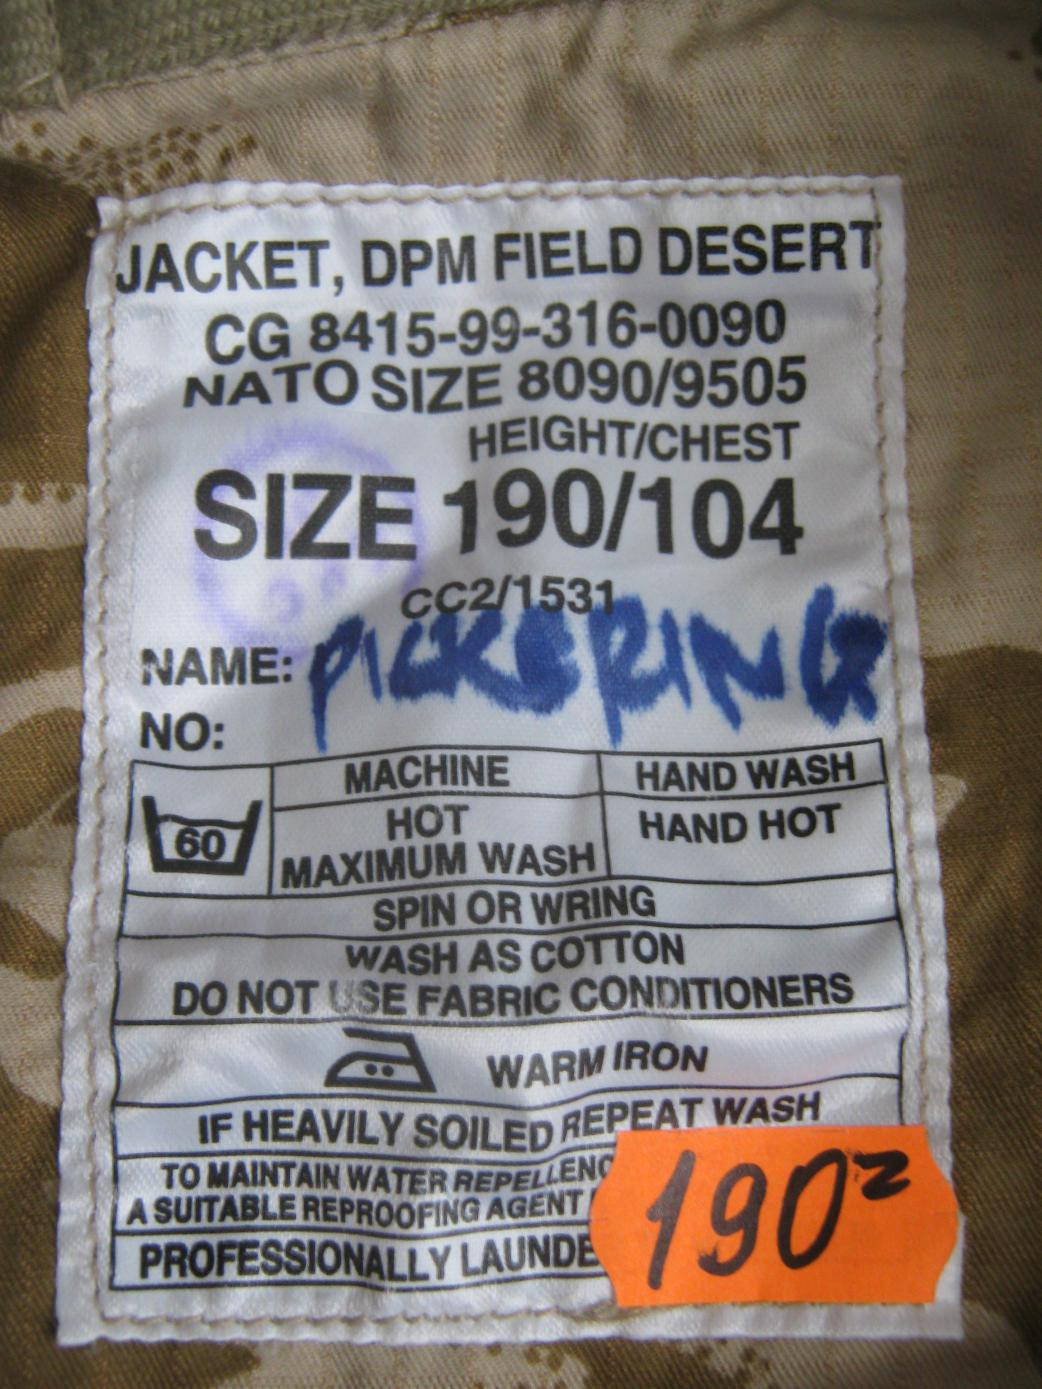 JACKET, DPM FIELD DESERT
CG 8415-99-316-0090
NATO SIZE 8090/9505
HEIGHT/CHEST
SIZE 190/104
CC2/1531
NAME: PICKERING
NO:
MACHINE
HAND WASH
60
HOT
MAXIMUM WASH
HAND HOT
SPIN OR WRING
WASH AS COTTON
DO NOT USE FABRIC CONDITIONERS
WARM IRON
IF HEAVILY SOILED REPEAT WASH
TO MAINTAIN WATER REPELLENC
A SUITABLE REPROOFING AGENT
PROFESSIONALLY LAUNDE
190²